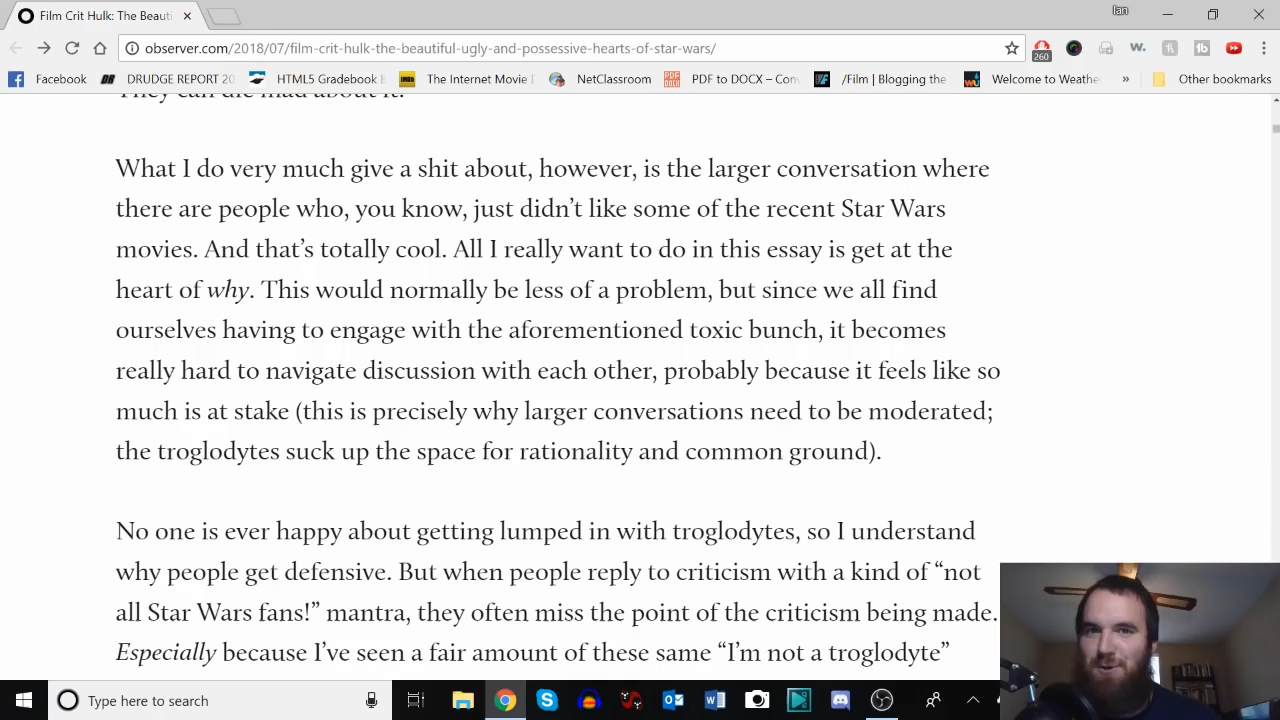 Film Crit Hulk: The Beauti
Ian
observer.com/2018/07/film-crit-hulk-the-beautiful-ugly-and-possessive-hearts-of-star-wars/
260
w.
Facebook
DRUDGE REPORT 20
HTML5 Gradebook
The Internet Movie
NetClassroom
PDF to DOCX – Con
/Film | Blogging the
Welcome to Weathe
»
Other bookmarks
They can die mad about it.
What I do very much give a shit about, however, is the larger conversation where
there are people who, you know, just didn’t like some of the recent Star Wars
movies. And that’s totally cool. All I really want to do in this essay is get at the
heart of why. This would normally be less of a problem, but since we all find
ourselves having to engage with the aforementioned toxic bunch, it becomes
really hard to navigate discussion with each other, probably because it feels like so
much is at stake (this is precisely why larger conversations need to be moderated;
the troglodytes suck up the space for rationality and common ground).
No one is ever happy about getting lumped in with troglodytes, so I understand
why people get defensive. But when people reply to criticism with a kind of “not
all Star Wars fans!” mantra, they often miss the point of the criticism being made.
Especially because I’ve seen a fair amount of these same “I’m not a troglodyte”
Type here to search